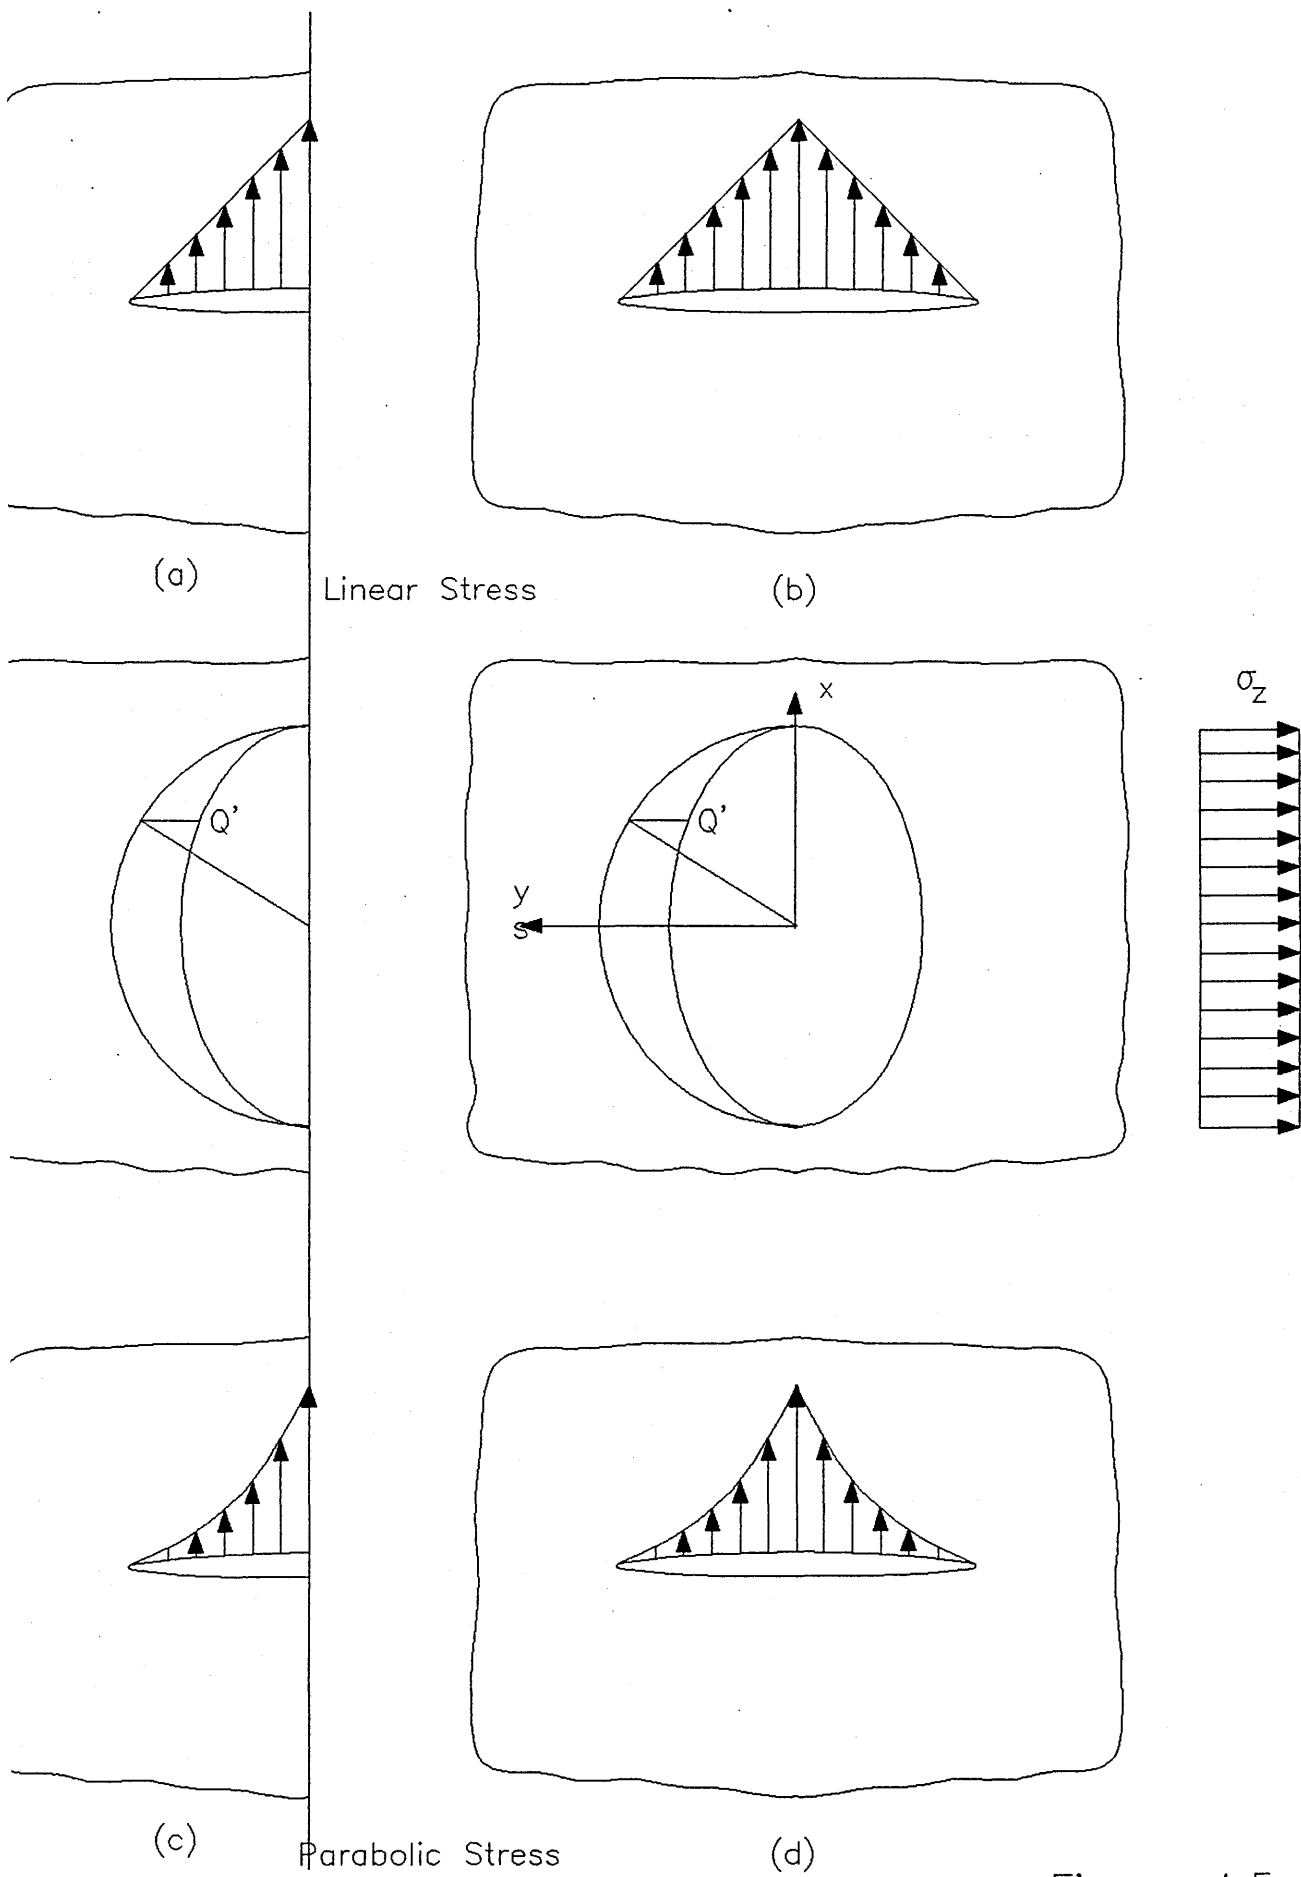 (a)
Linear Stress
(b)
x
σz
Q'
Q'
y
s
(c)
Parabolic Stress
(d)